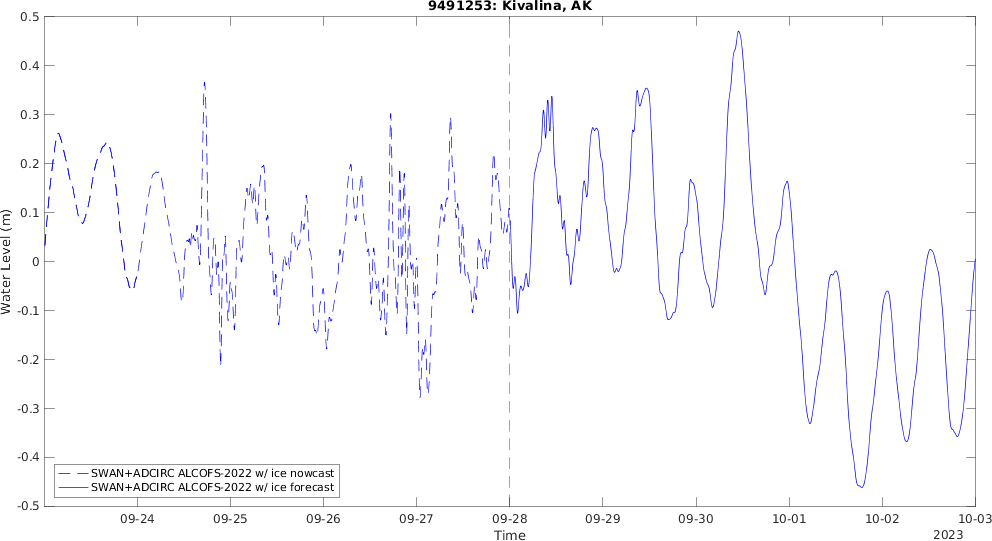 9491253: Kivalina, AK
0.5
0.4
0.3
0.2
0.1
0
-0.1
-0.2
-0.3
-0.4
-0.5
Water Level (m)
SWAN+ADCIRC ALCOFS-2022 w/ ice nowcast
SWAN+ADCIRC ALCOFS-2022 w/ ice forecast
09-24 09-25 09-26 09-27 09-28 09-29 09-30 10-01 10-02 10-03
Time
2023